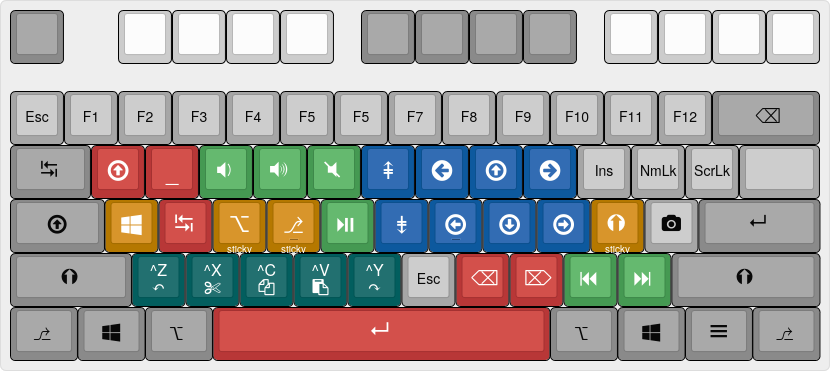 Esc F1 F2 F3 F4 F5 F5 F7 F8 F9 F10 F11 F12
_ Ins NmLk ScrLk
sticky sticky sticky
^Z ^X ^C ^V ^Y Esc